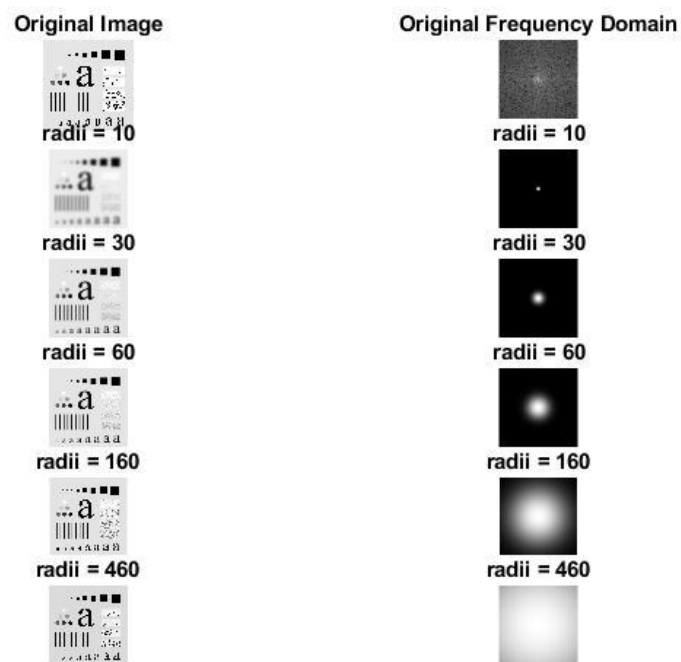 Original Image
Original Frequency Domain
a
radii = 10
radii = 10
a
radii = 30
radii = 30
a
radii = 60
radii = 60
a
radii = 160
radii = 160
a
radii = 460
radii = 460
a